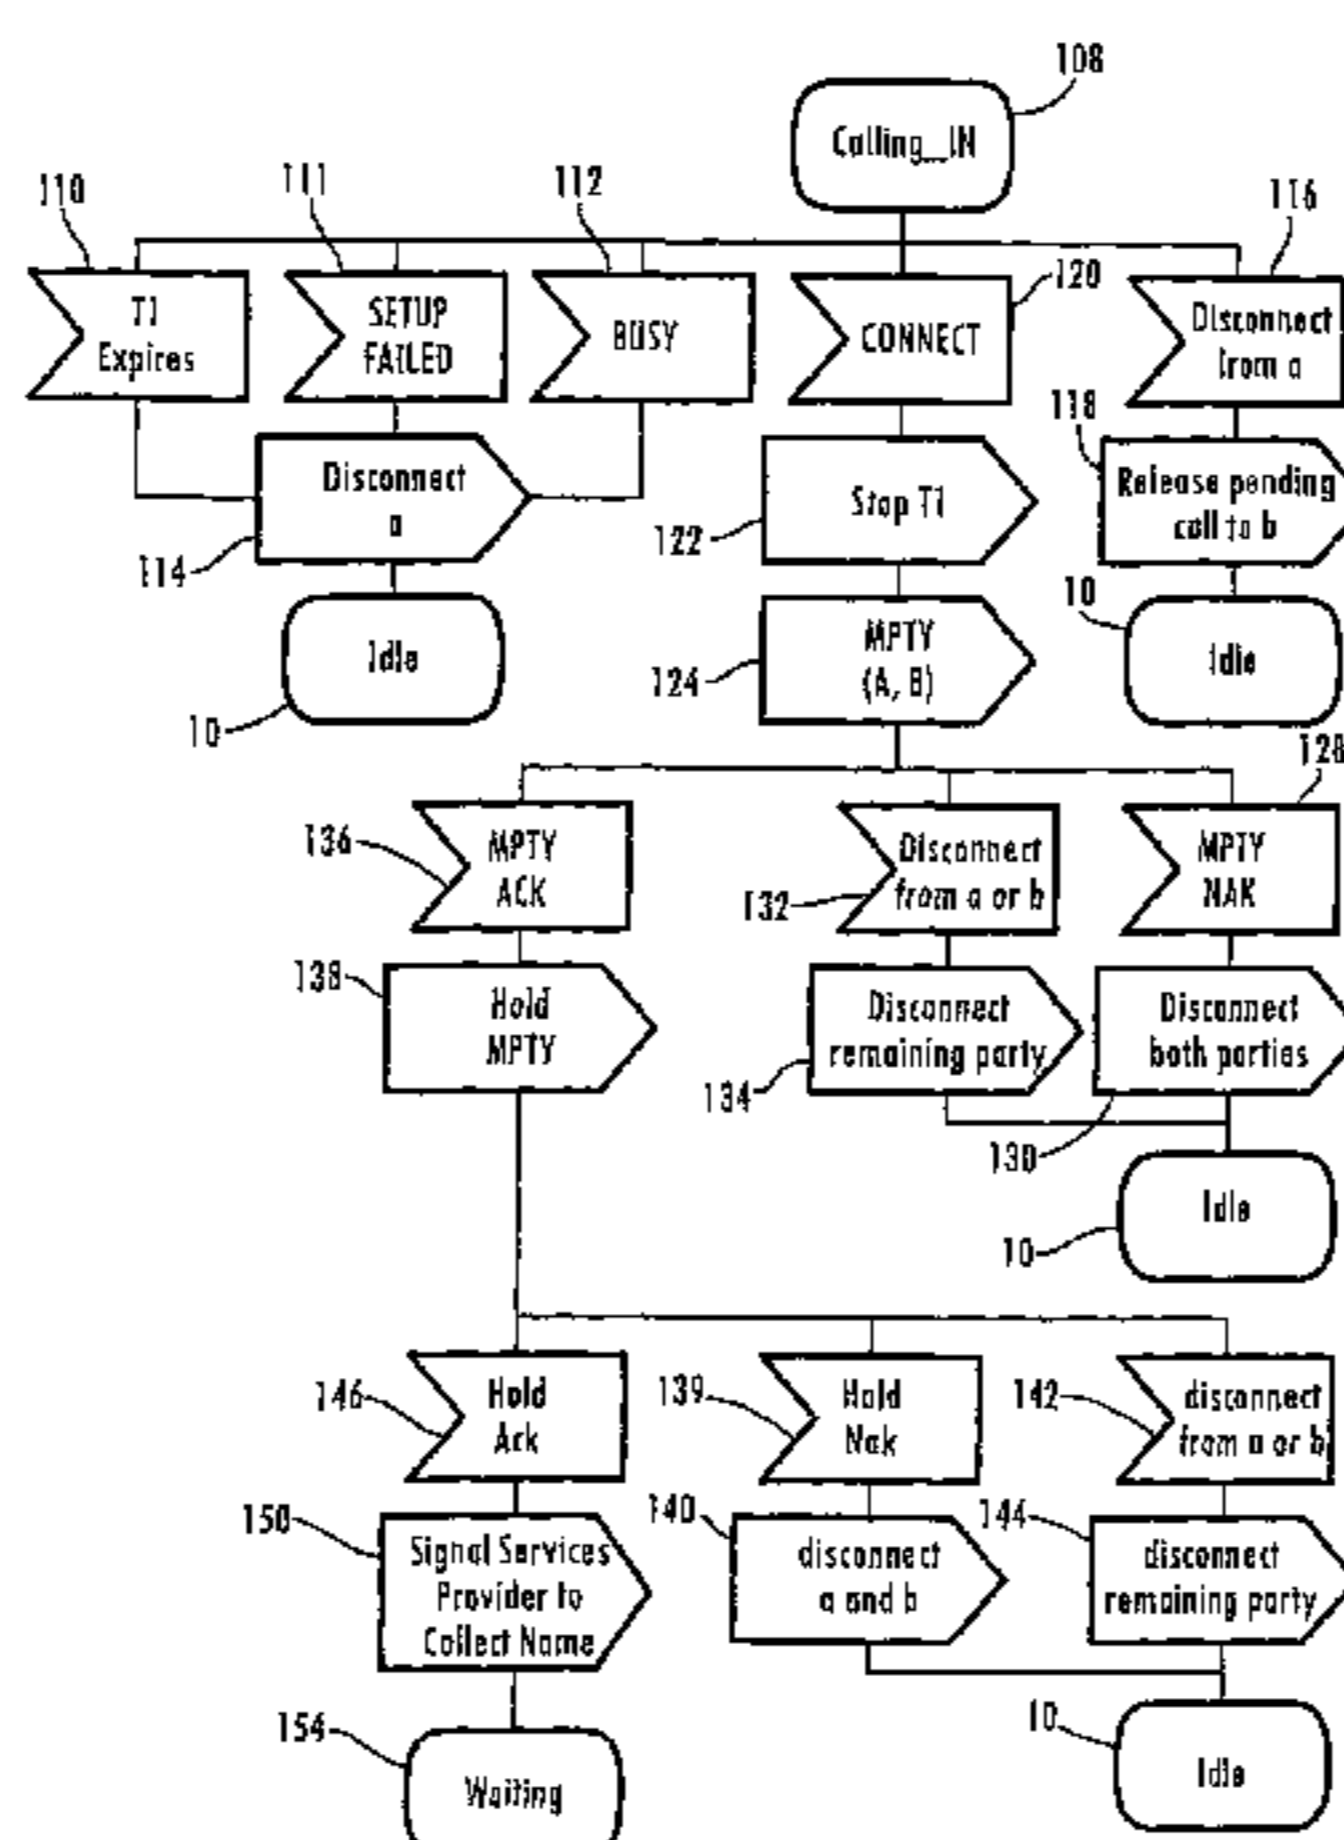 108
Calling_IN
110
111
112
116
T1
Expires
SETUP
FAILED
BUSY
CONNECT
120
Disconnect
from a
118
Disconnect
a
114
Stop T1
122
Release pending
call to b
10
Idle
10
MPTY
(A, B)
124
Idle
128
136
MPTY
ACK
132
Disconnect
from a or b
MPTY
NAK
138
Hold
MPTY
Disconnect
remaining party
134
Disconnect
both parties
130
Idle
10
146
Hold
Ack
139
Hold
Nak
142
disconnect
from a or b
150
Signal Services
Provider to
Collect Name
140
disconnect
a and b
144
disconnect
remaining party
154
Waiting
10
Idle